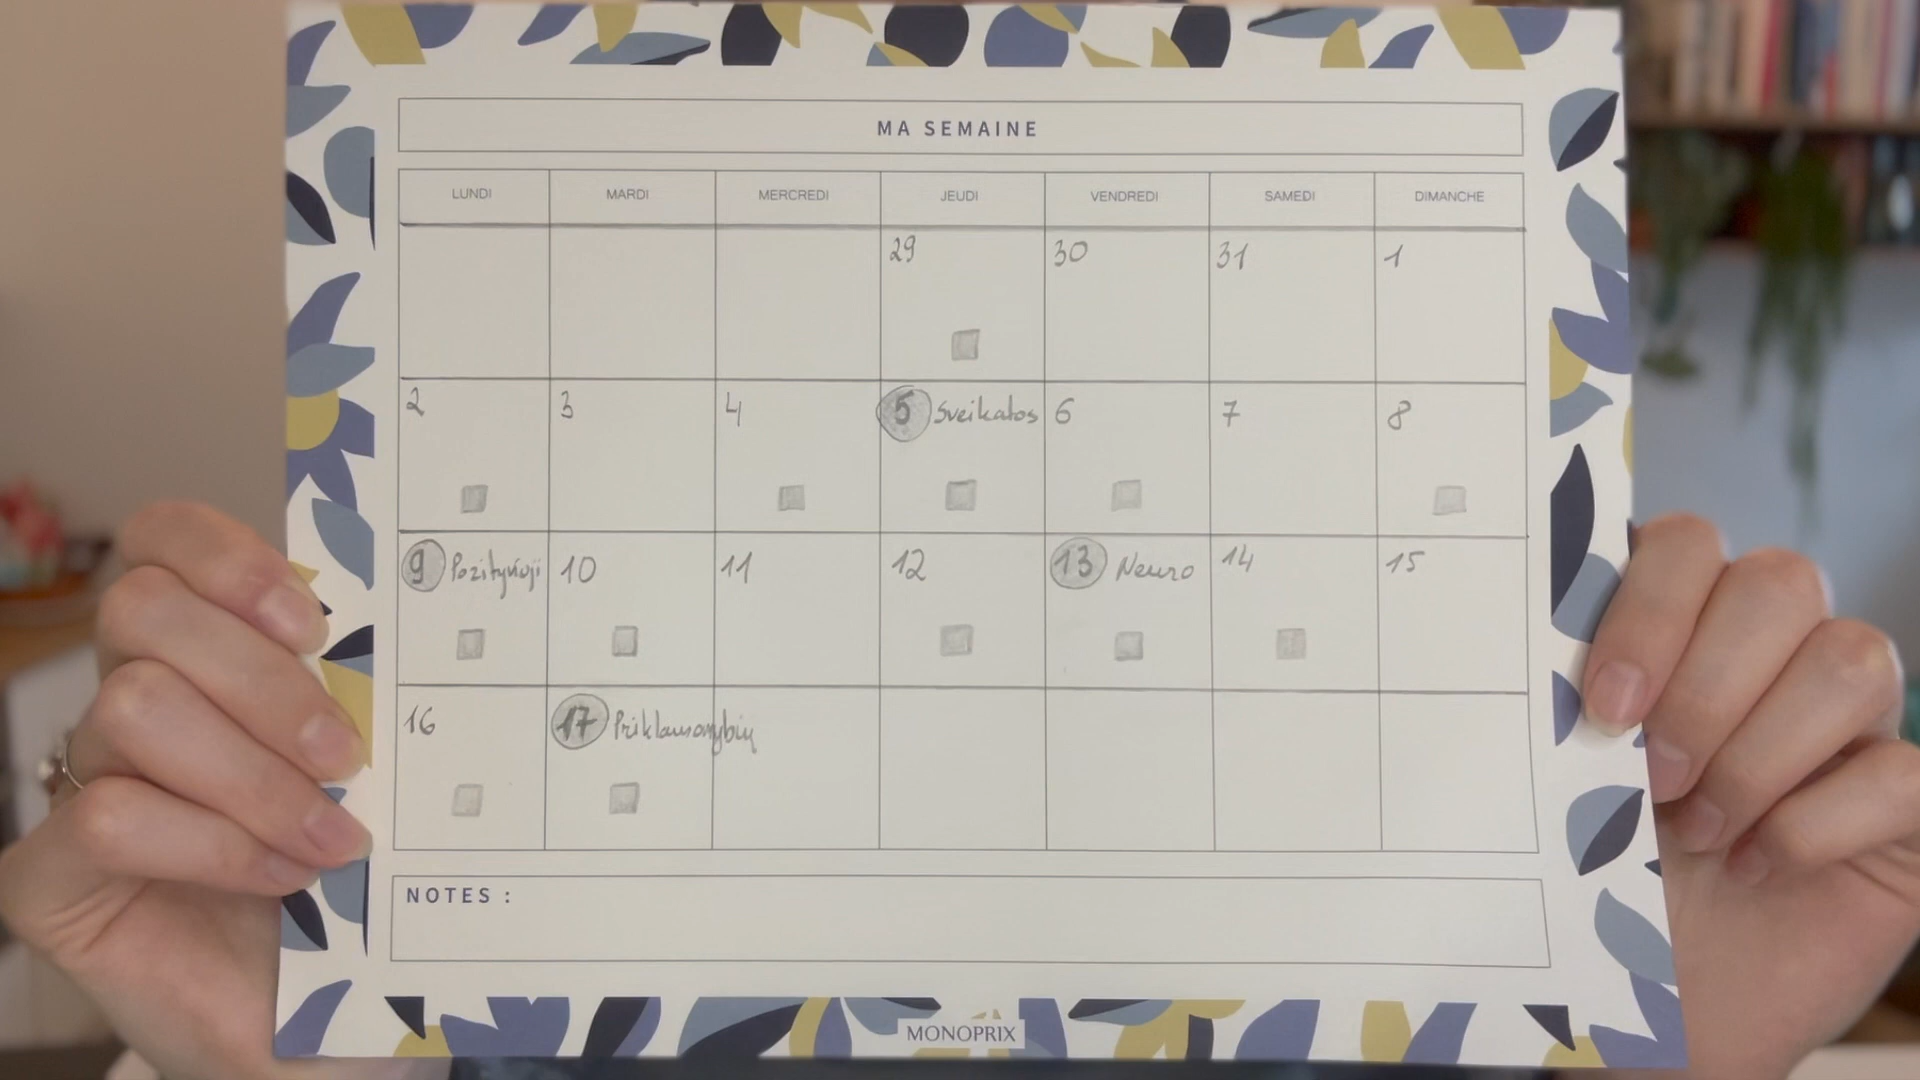 MA SEMAINE
LUNDI MARDI MERCREDI JEUDI VENDREDI SAMEDI DIMANCHE
29 30 31 1
2 3 4 5 Sveikatos 6 7 8
9 Pozityvioji 10 11 12 13 Neuro 14 15
16 17 Priklausomybių
NOTES :
MONOPRIX